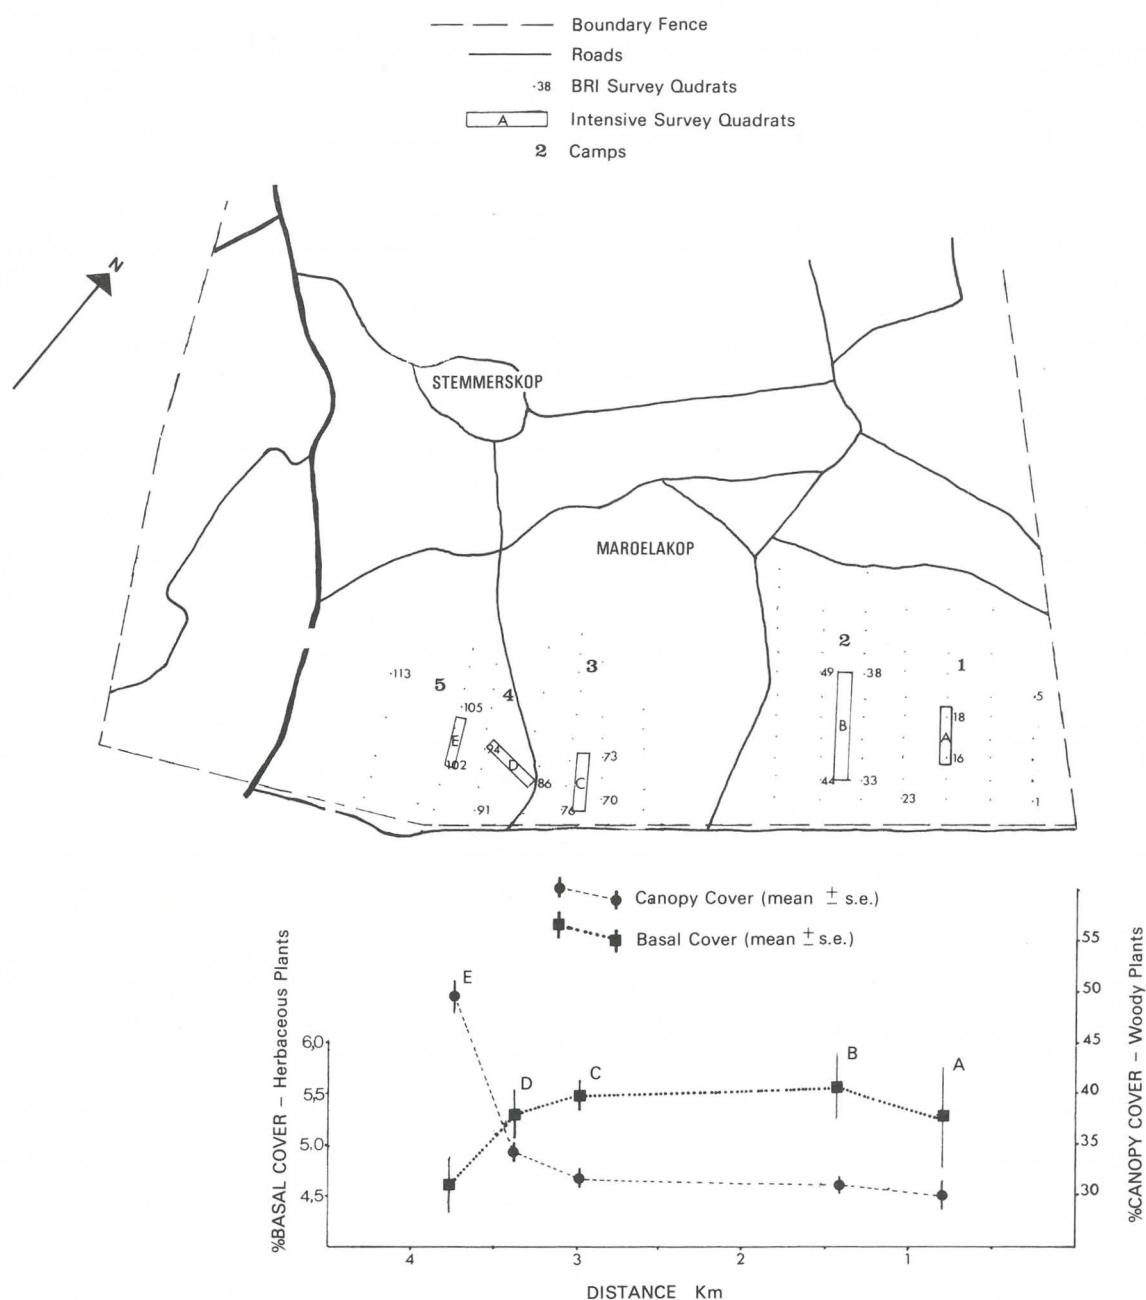 Boundary Fence
Roads
·38 BRI Survey Qudrats
A Intensive Survey Quadrats
2 Camps
N
STEMMERSKOP
MAROELAKOP
2
3
1
·113
49
·38
5
4
·5
·105
B
18
94
E
A
·73
102
D
16
C
86
44
·33
·91
76
·70
·23
·1
Canopy Cover (mean ± s.e.)
Basal Cover (mean ± s.e.)
%BASAL COVER – Herbaceous Plants
6,0
5,5
5,0
4,5
E
D
C
B
A
55
50
45
40
35
30
%CANOPY COVER – Woody Plants
4
3
2
1
DISTANCE Km